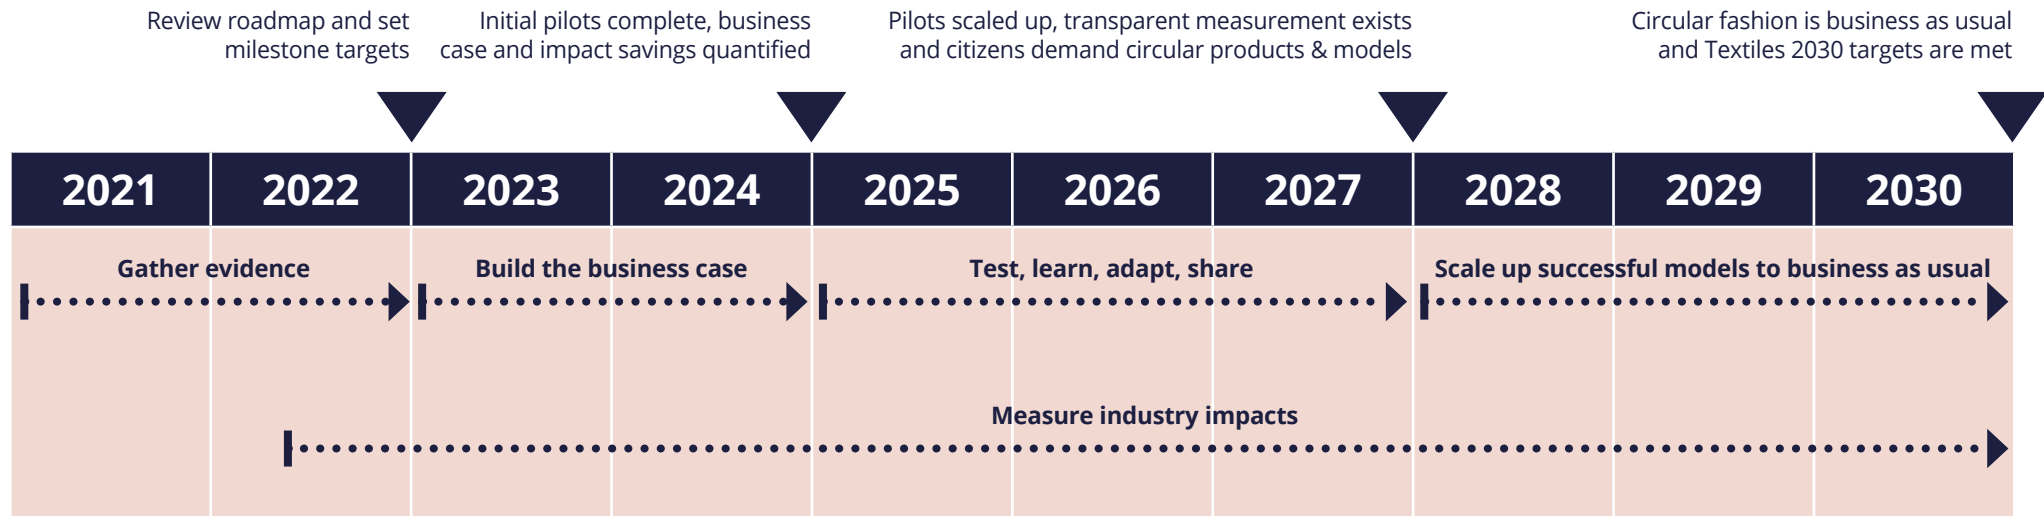 Review roadmap and set
milestone targets
Initial pilots complete, business
case and impact savings quantified
Pilots scaled up, transparent measurement exists
and citizens demand circular products & models
Circular fashion is business as usual
and Textiles 2030 targets are met
2021 2022 2023 2024 2025 2026 2027 2028 2029 2030
Gather evidence
Build the business case
Test, learn, adapt, share
Scale up successful models to business as usual
Measure industry impacts